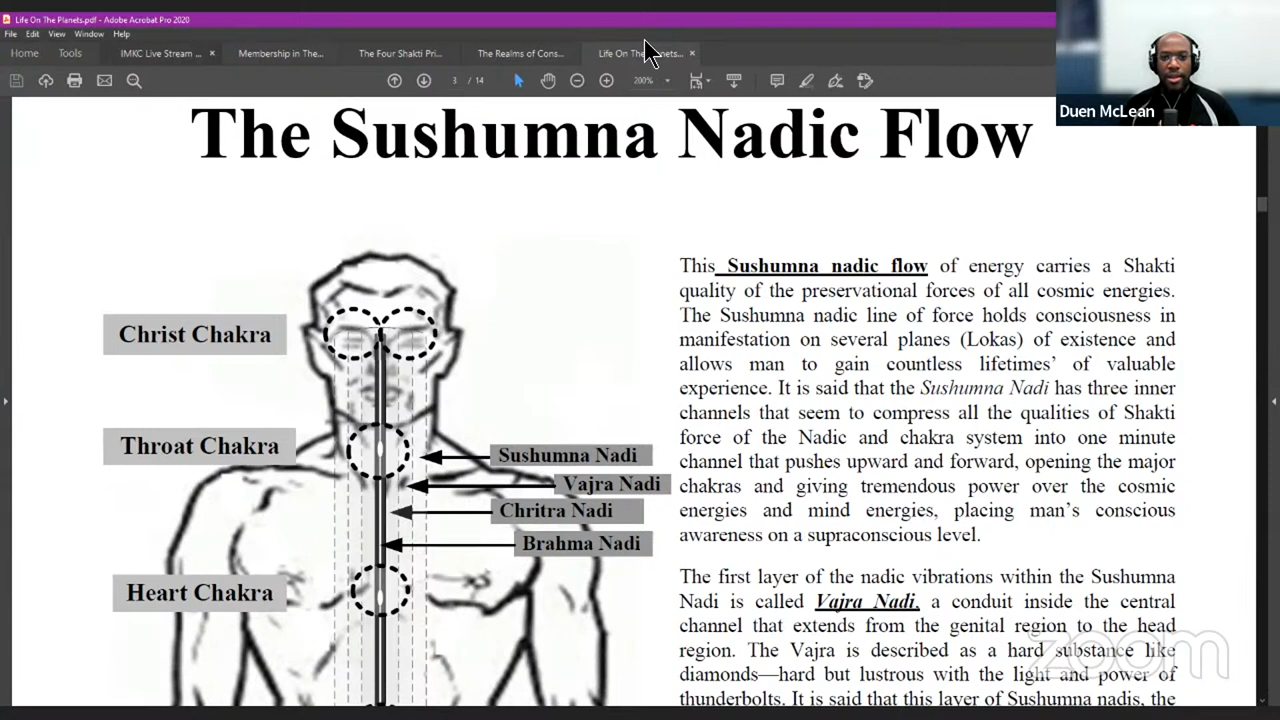 Life On The Planets.pdf - Adobe Acrobat Pro 2020
File Edit View Window Help
Home Tools IMKC Live Stream ... × Membership in The... The Four Shakti Pri... The Realms of Cons... Life On The Planets... ×
3 / 14 200%
Duen McLean
The Sushumna Nadic Flow
Christ Chakra
Throat Chakra
Heart Chakra
Sushumna Nadi
Vajra Nadi
Chritra Nadi
Brahma Nadi
This Sushumna nadic flow of energy carries a Shakti
quality of the preservational forces of all cosmic energies.
The Sushumna nadic line of force holds consciousness in
manifestation on several planes (Lokas) of existence and
allows man to gain countless lifetimes’ of valuable
experience. It is said that the Sushumna Nadi has three inner
channels that seem to compress all the qualities of Shakti
force of the Nadic and chakra system into one minute
channel that pushes upward and forward, opening the major
chakras and giving tremendous power over the cosmic
energies and mind energies, placing man’s conscious
awareness on a supraconscious level.
The first layer of the nadic vibrations within the Sushumna
Nadi is called Vajra Nadi, a conduit inside the central
channel that extends from the genital region to the head
region. The Vajra is described as a hard substance like
diamonds—hard but lustrous with the light and power of
thunderbolts. It is said that this layer of Sushumna nadis, the
zoom